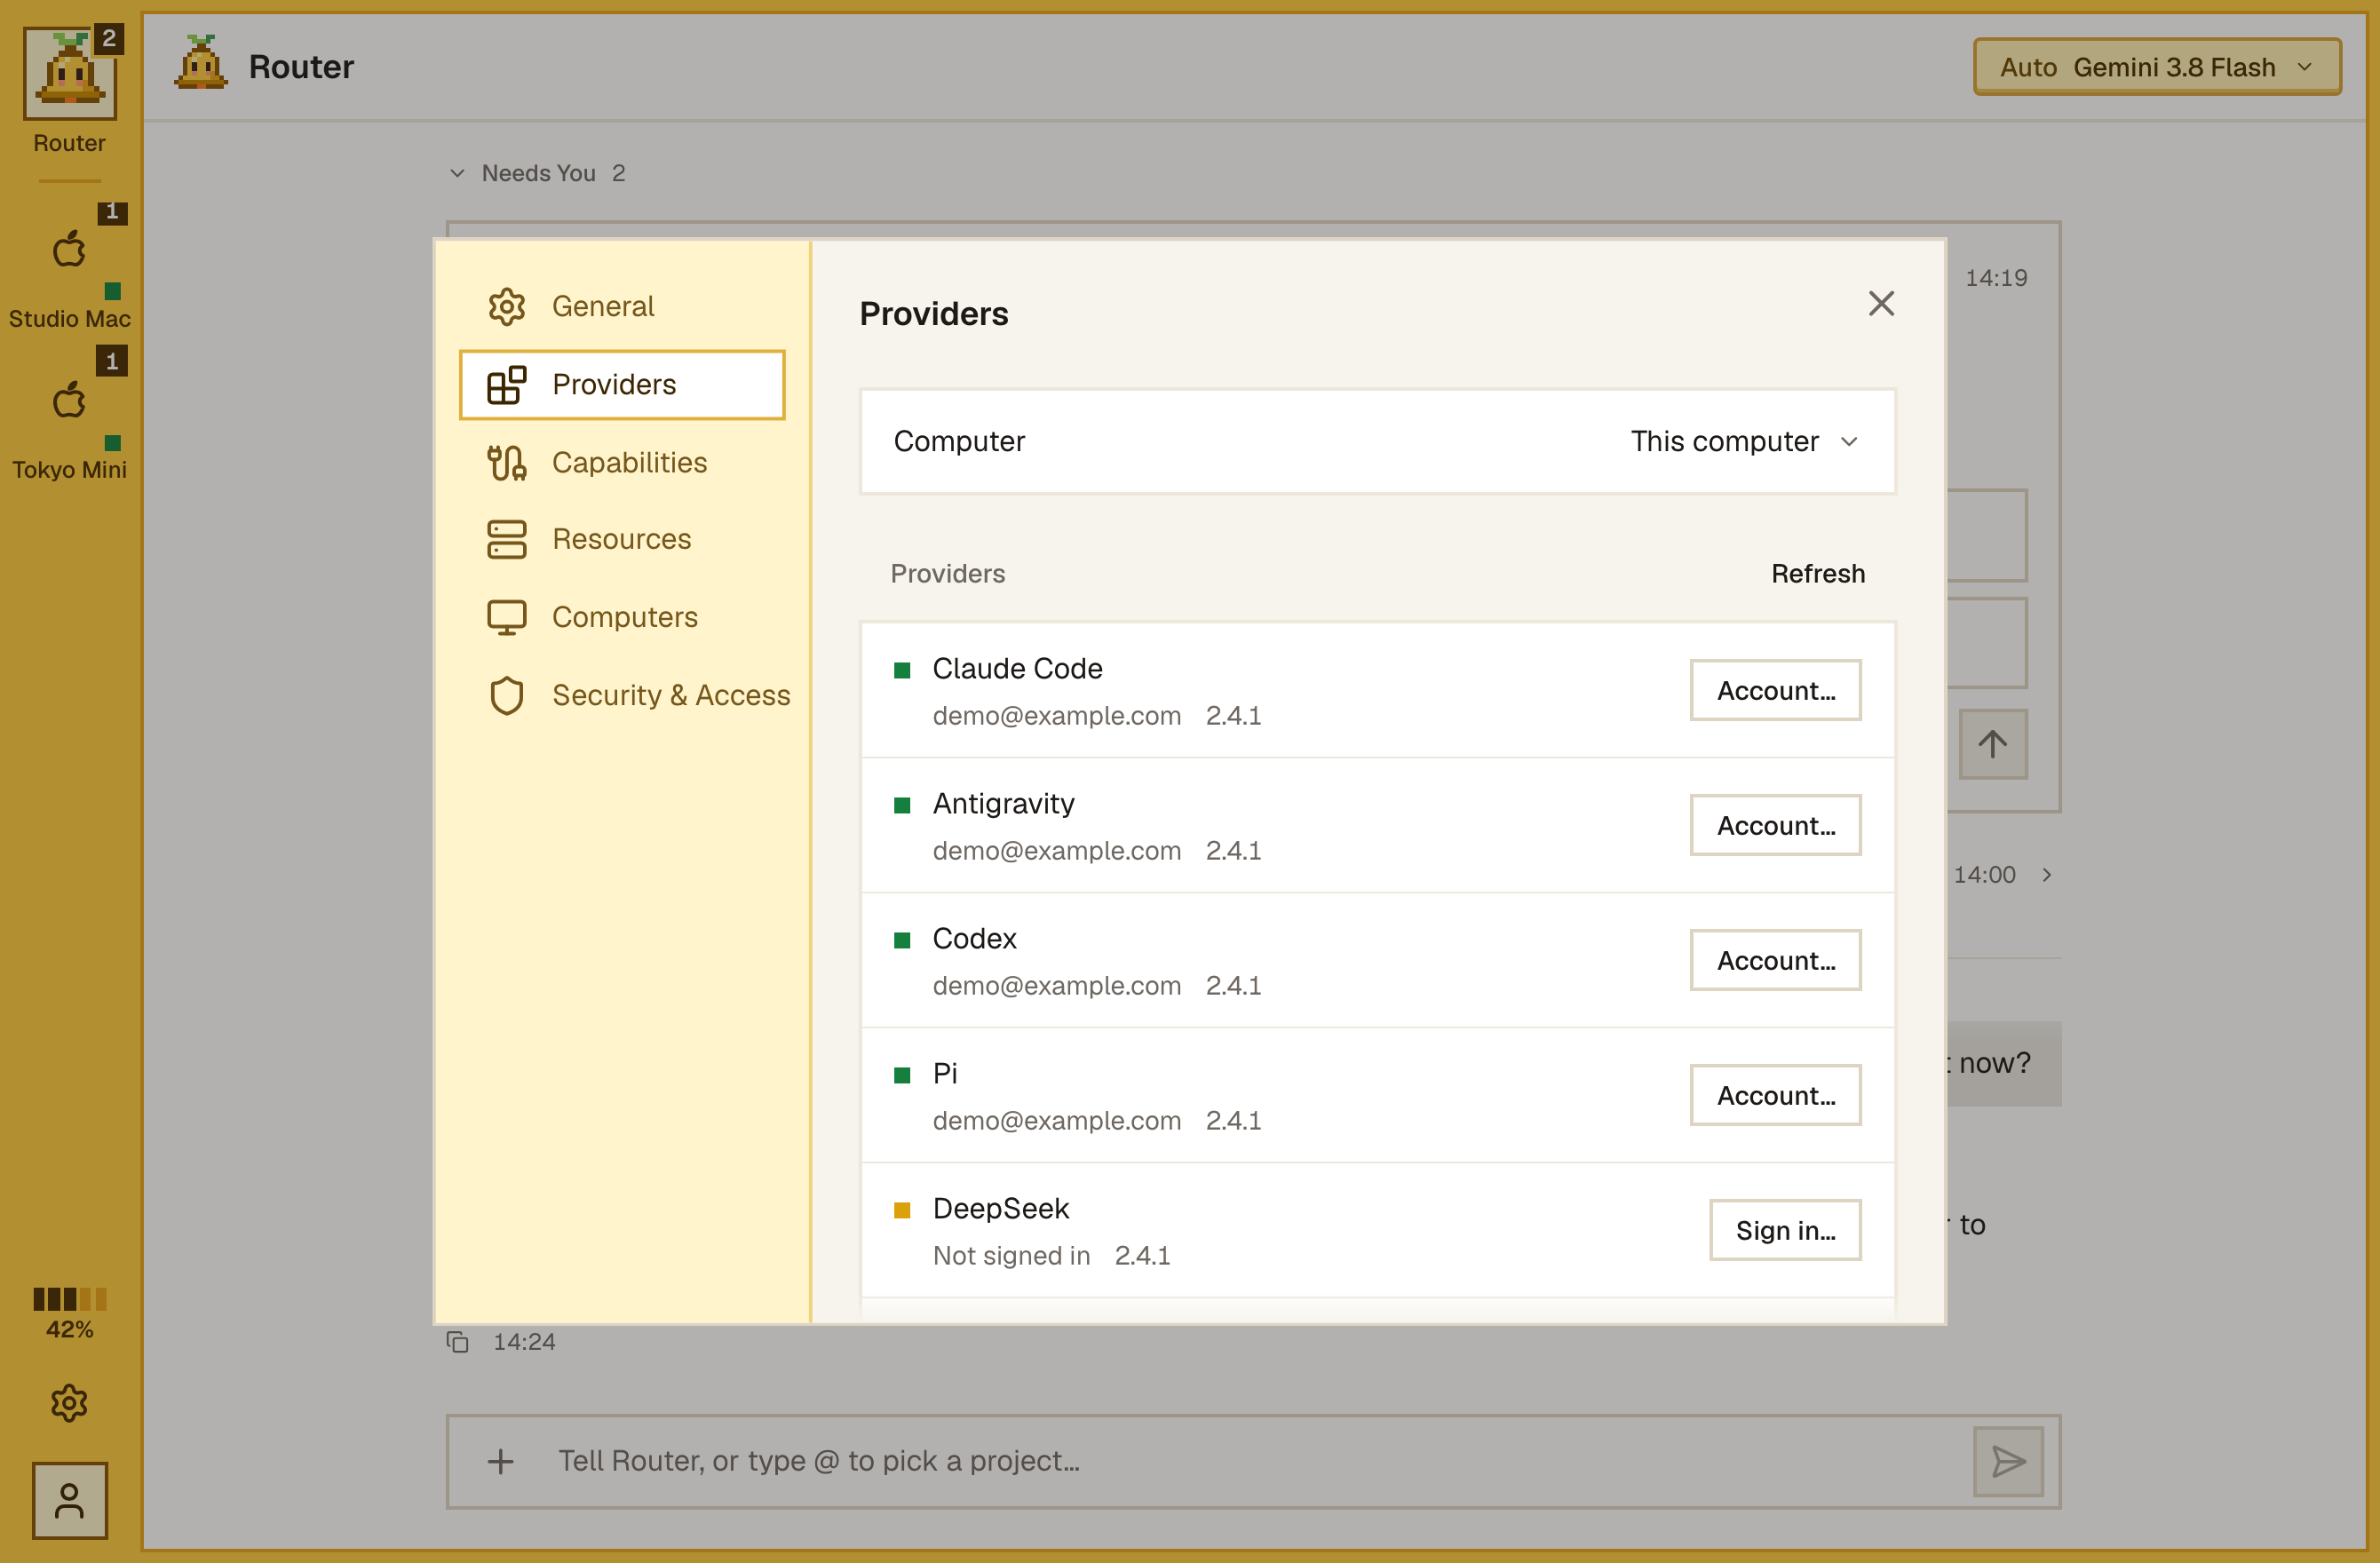 2
Router
1
Studio Mac
1
Tokyo Mini
42%
Router
Auto Gemini 3.8 Flash
Needs You 2
14:19
General
Providers
Capabilities
Resources
Computers
Security & Access
Providers
Computer
This computer
Providers
Refresh
Claude Code
demo@example.com 2.4.1
Account…
Antigravity
demo@example.com 2.4.1
Account…
Codex
demo@example.com 2.4.1
Account…
Pi
demo@example.com 2.4.1
Account…
DeepSeek
Not signed in 2.4.1
Sign in…
14:00
now?
to
14:24
Tell Router, or type @ to pick a project…